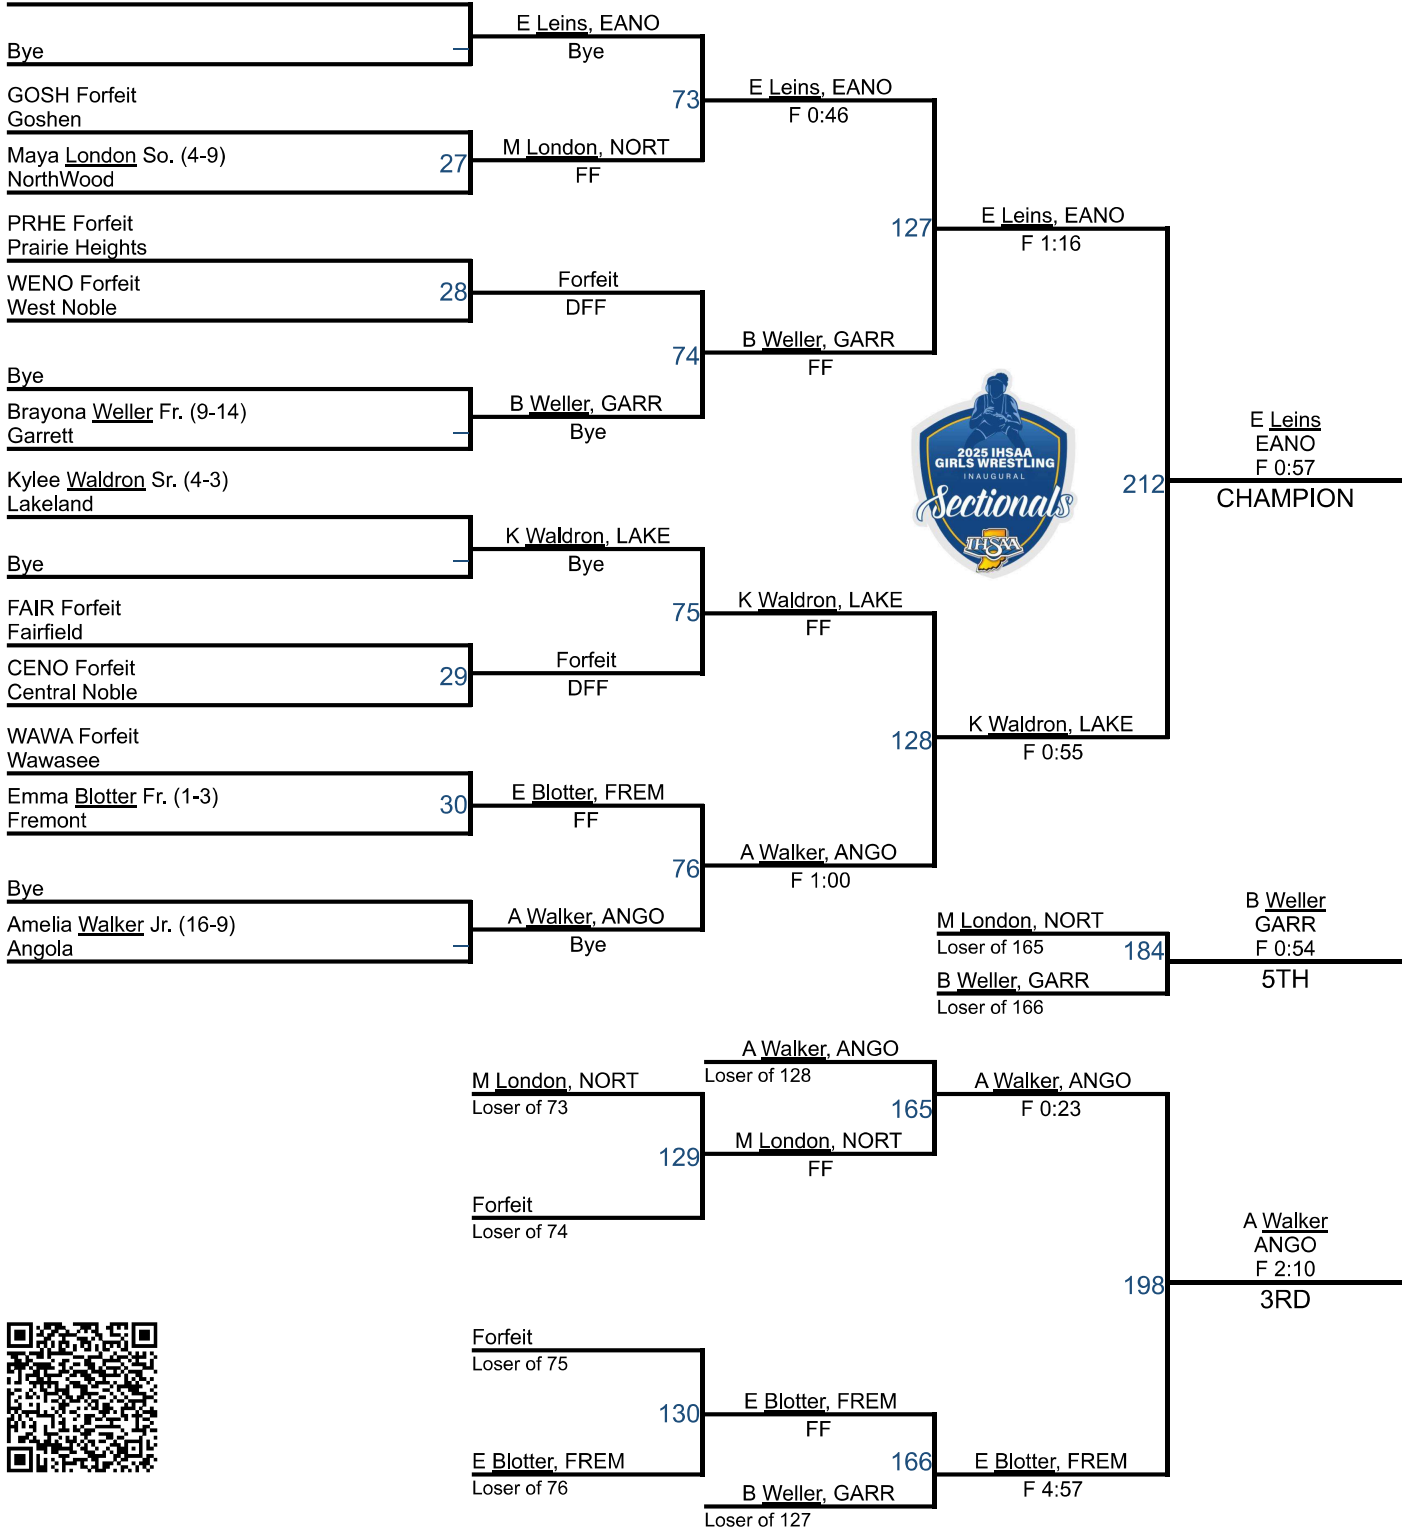 E Leins, EANO
Bye
Bye
GOSH Forfeit
Goshen
73
E Leins, EANO
F 0:46
Maya London So. (4-9)
NorthWood
27
M London, NORT
FF
PRHE Forfeit
Prairie Heights
127
E Leins, EANO
F 1:16
WENO Forfeit
West Noble
28
Forfeit
DFF
74
B Weller, GARR
FF
Bye
Brayona Weller Fr. (9-14)
Garrett
B Weller, GARR
Bye
2025 IHSAA
GIRLS WRESTLING
INAUGURAL
Sectionals
IHSAA
212
E Leins
EANO
F 0:57
CHAMPION
Kylee Waldron Sr. (4-3)
Lakeland
K Waldron, LAKE
Bye
Bye
75
K Waldron, LAKE
FF
FAIR Forfeit
Fairfield
CENO Forfeit
Central Noble
29
Forfeit
DFF
128
K Waldron, LAKE
F 0:55
WAWA Forfeit
Wawasee
Emma Blotter Fr. (1-3)
Fremont
30
E Blotter, FREM
FF
76
A Walker, ANGO
F 1:00
Bye
Amelia Walker Jr. (16-9)
Angola
A Walker, ANGO
Bye
M London, NORT
Loser of 165
184
B Weller, GARR
Loser of 166
B Weller
GARR
F 0:54
5TH
A Walker, ANGO
Loser of 128
M London, NORT
Loser of 73
165
A Walker, ANGO
F 0:23
129
M London, NORT
FF
Forfeit
Loser of 74
198
A Walker
ANGO
F 2:10
3RD
Forfeit
Loser of 75
130
E Blotter, FREM
FF
E Blotter, FREM
Loser of 76
166
E Blotter, FREM
F 4:57
B Weller, GARR
Loser of 127